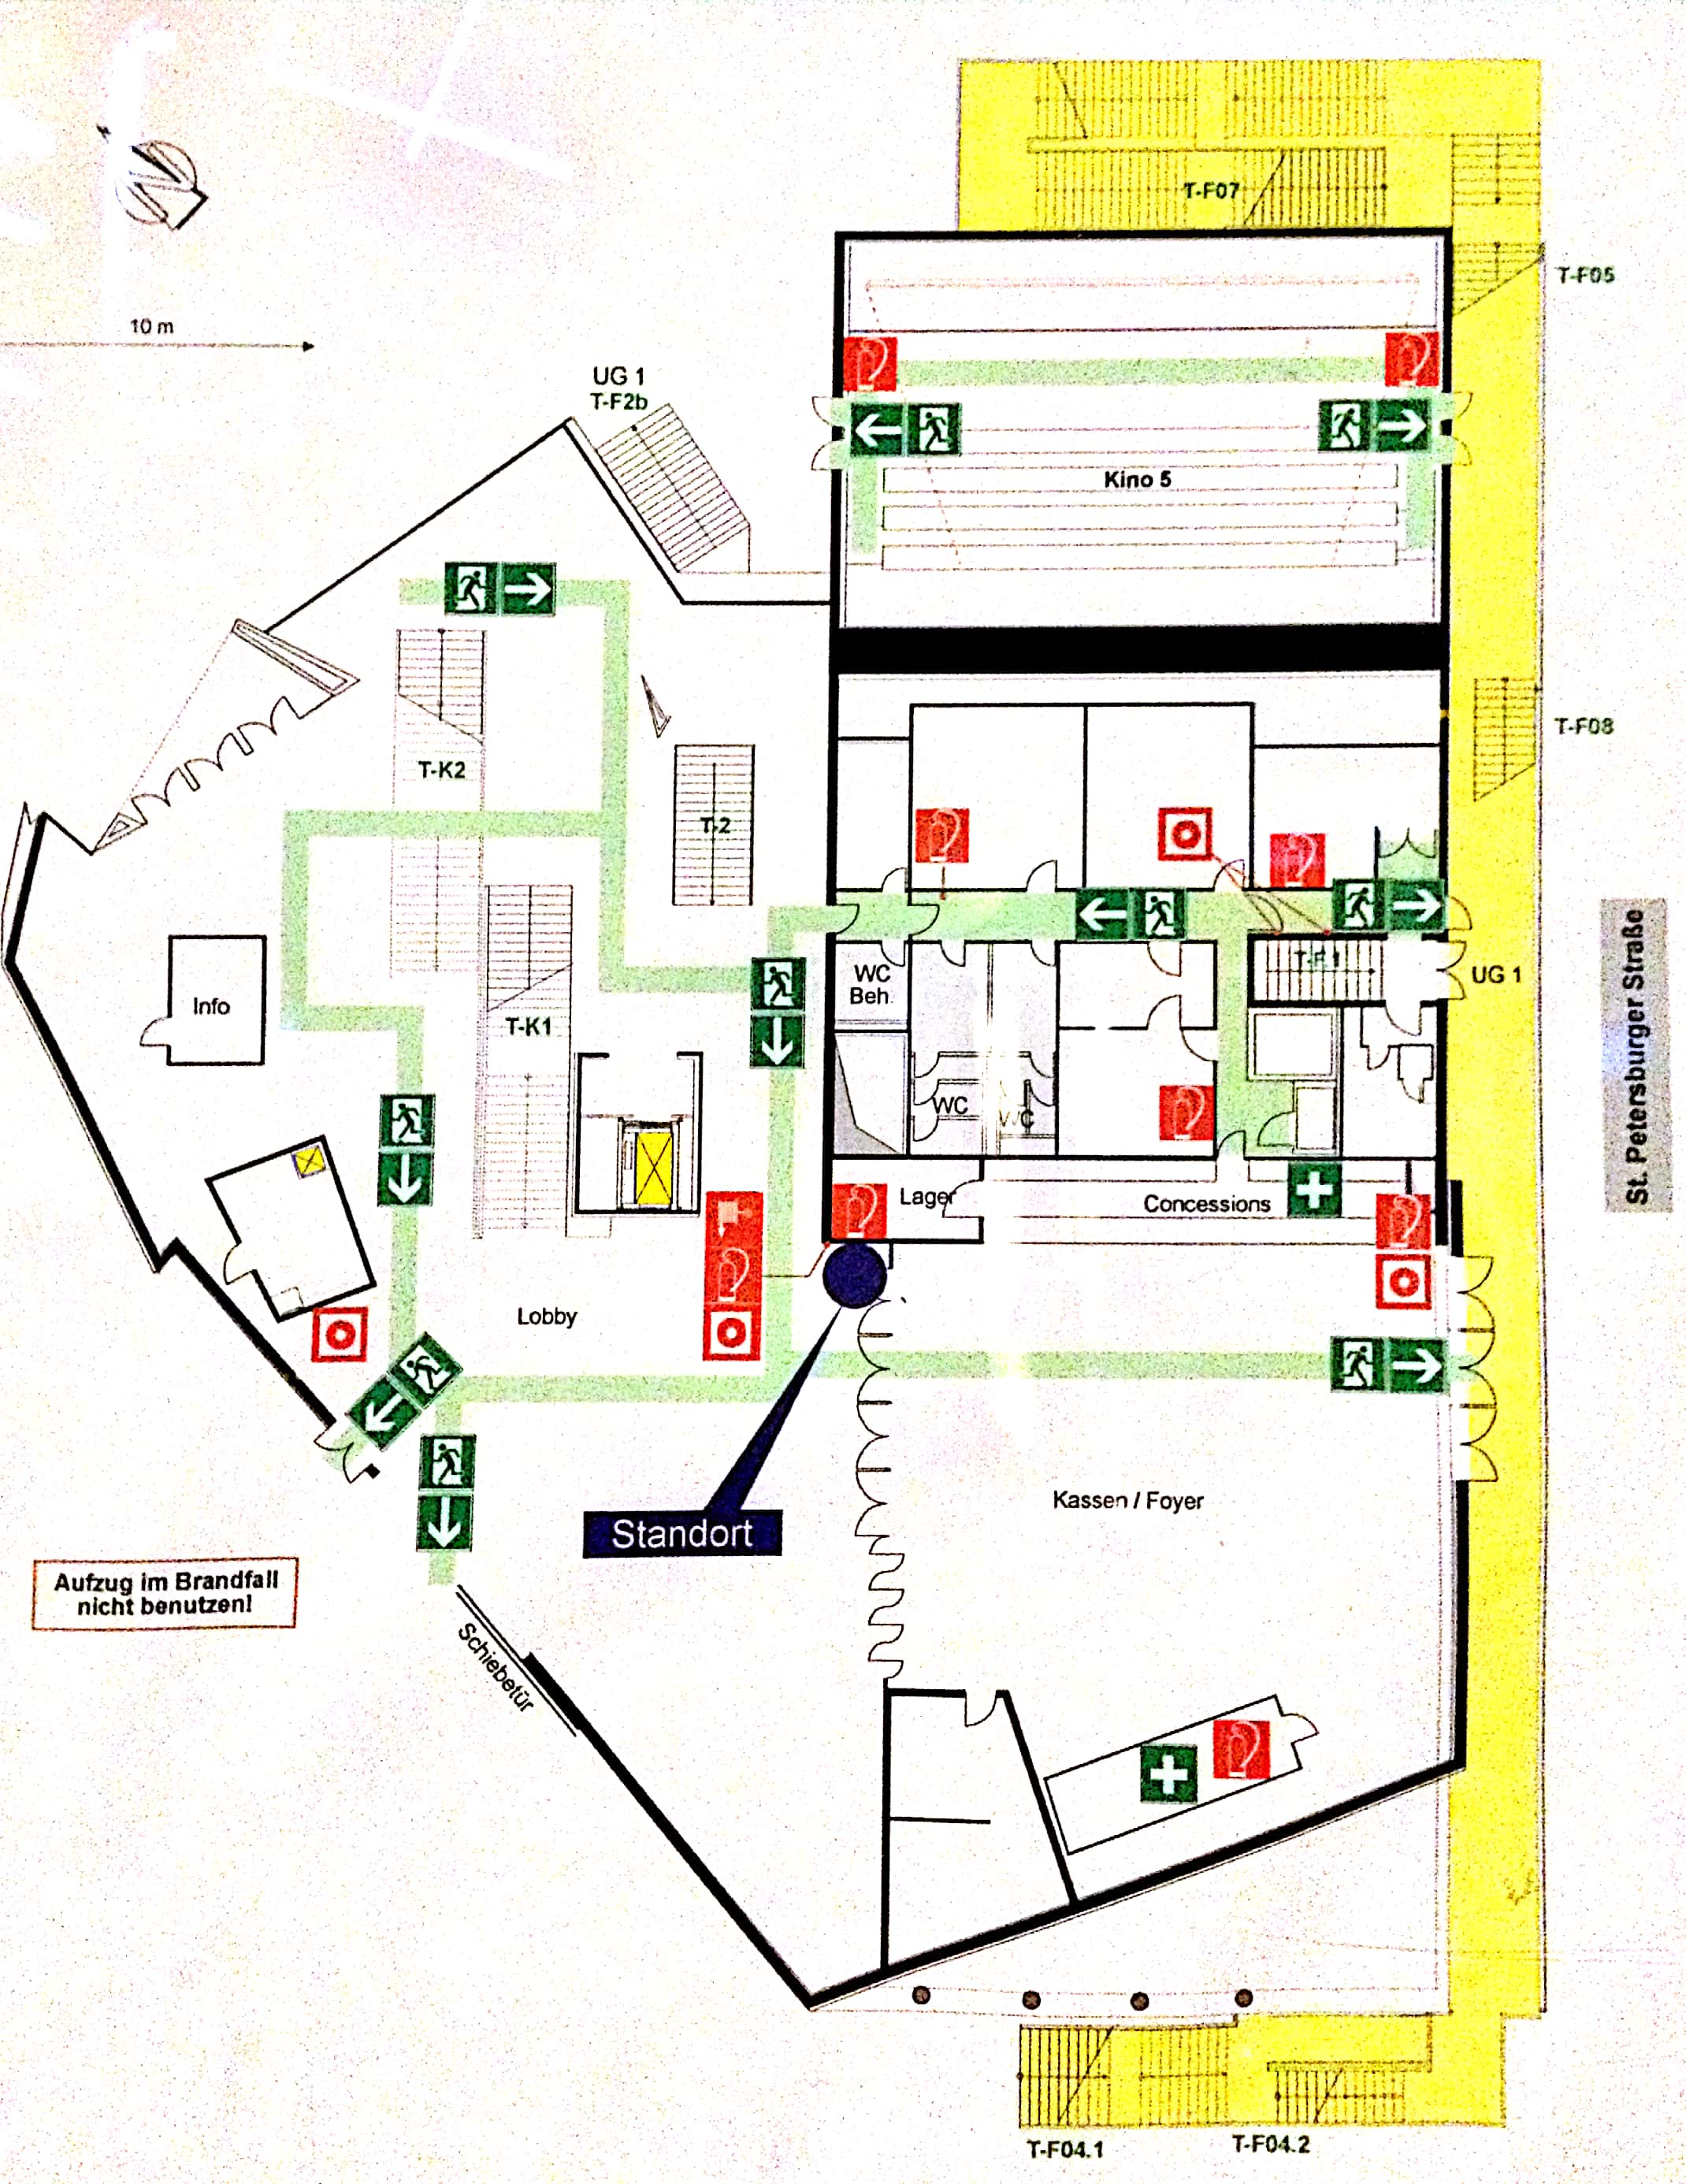 T-F07
T-F05
10 m
UG 1
T-F2b
Kino 5
T-F08
T-K2
T-2
WC
Beh.
T-F1
UG 1
Info
T-K1
St. Petersburger Straße
WC
WC
Lager
Concessions
Lobby
Kassen / Foyer
Standort
Aufzug im Brandfall
nicht benutzen!
Schiebetür
T-F04.1
T-F04.2